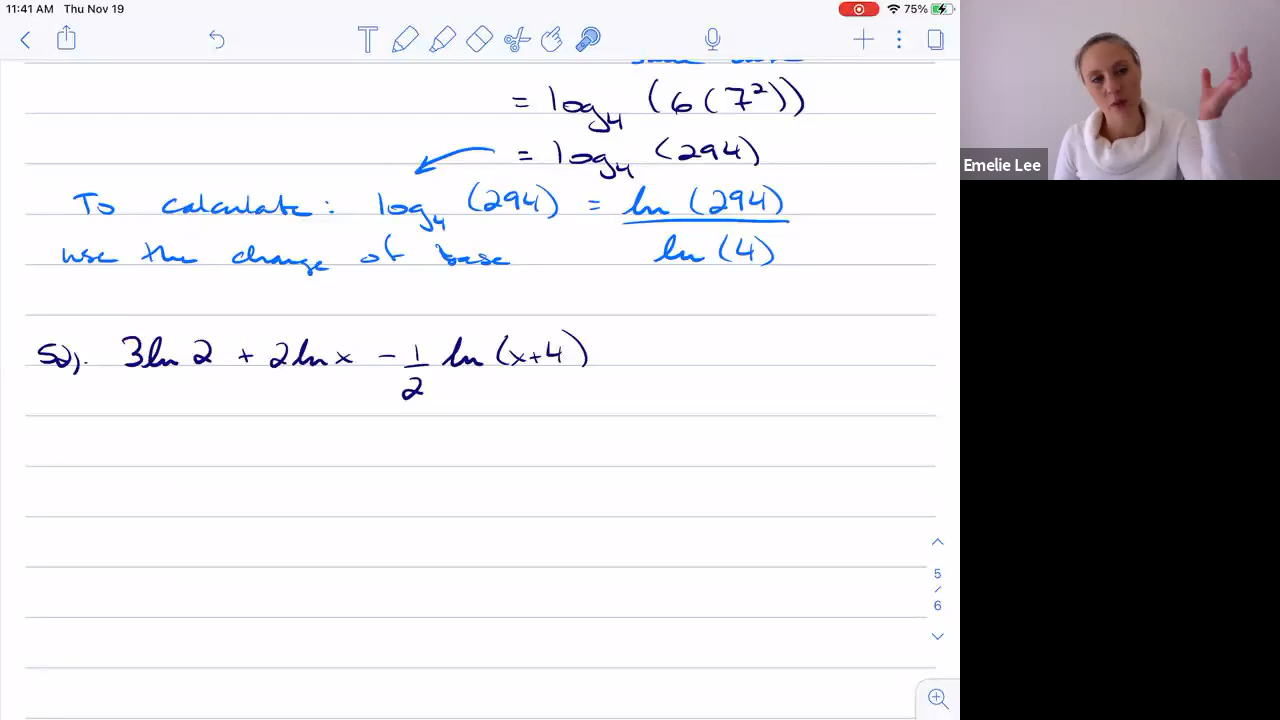 11:41 AM Thu Nov 19 75%
= log₄ (6(7²))
= log₄ (294)
To calculate: log₄ (294) = ln (294) / ln (4)
use the change of base
52). 3ln 2 + 2ln x - 1/2 ln (x+4)
Emelie Lee
5
/
6